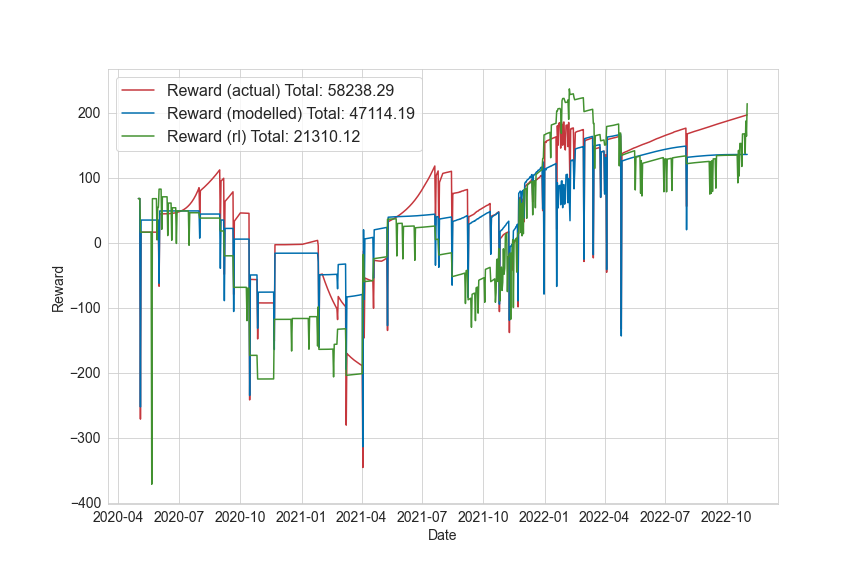 Reward (actual) Total: 58238.29
Reward (modelled) Total: 47114.19
Reward (rl) Total: 21310.12
200
100
0
−100
−200
−300
−400
Reward
2020-04 2020-07 2020-10 2021-01 2021-04 2021-07 2021-10 2022-01 2022-04 2022-07 2022-10
Date